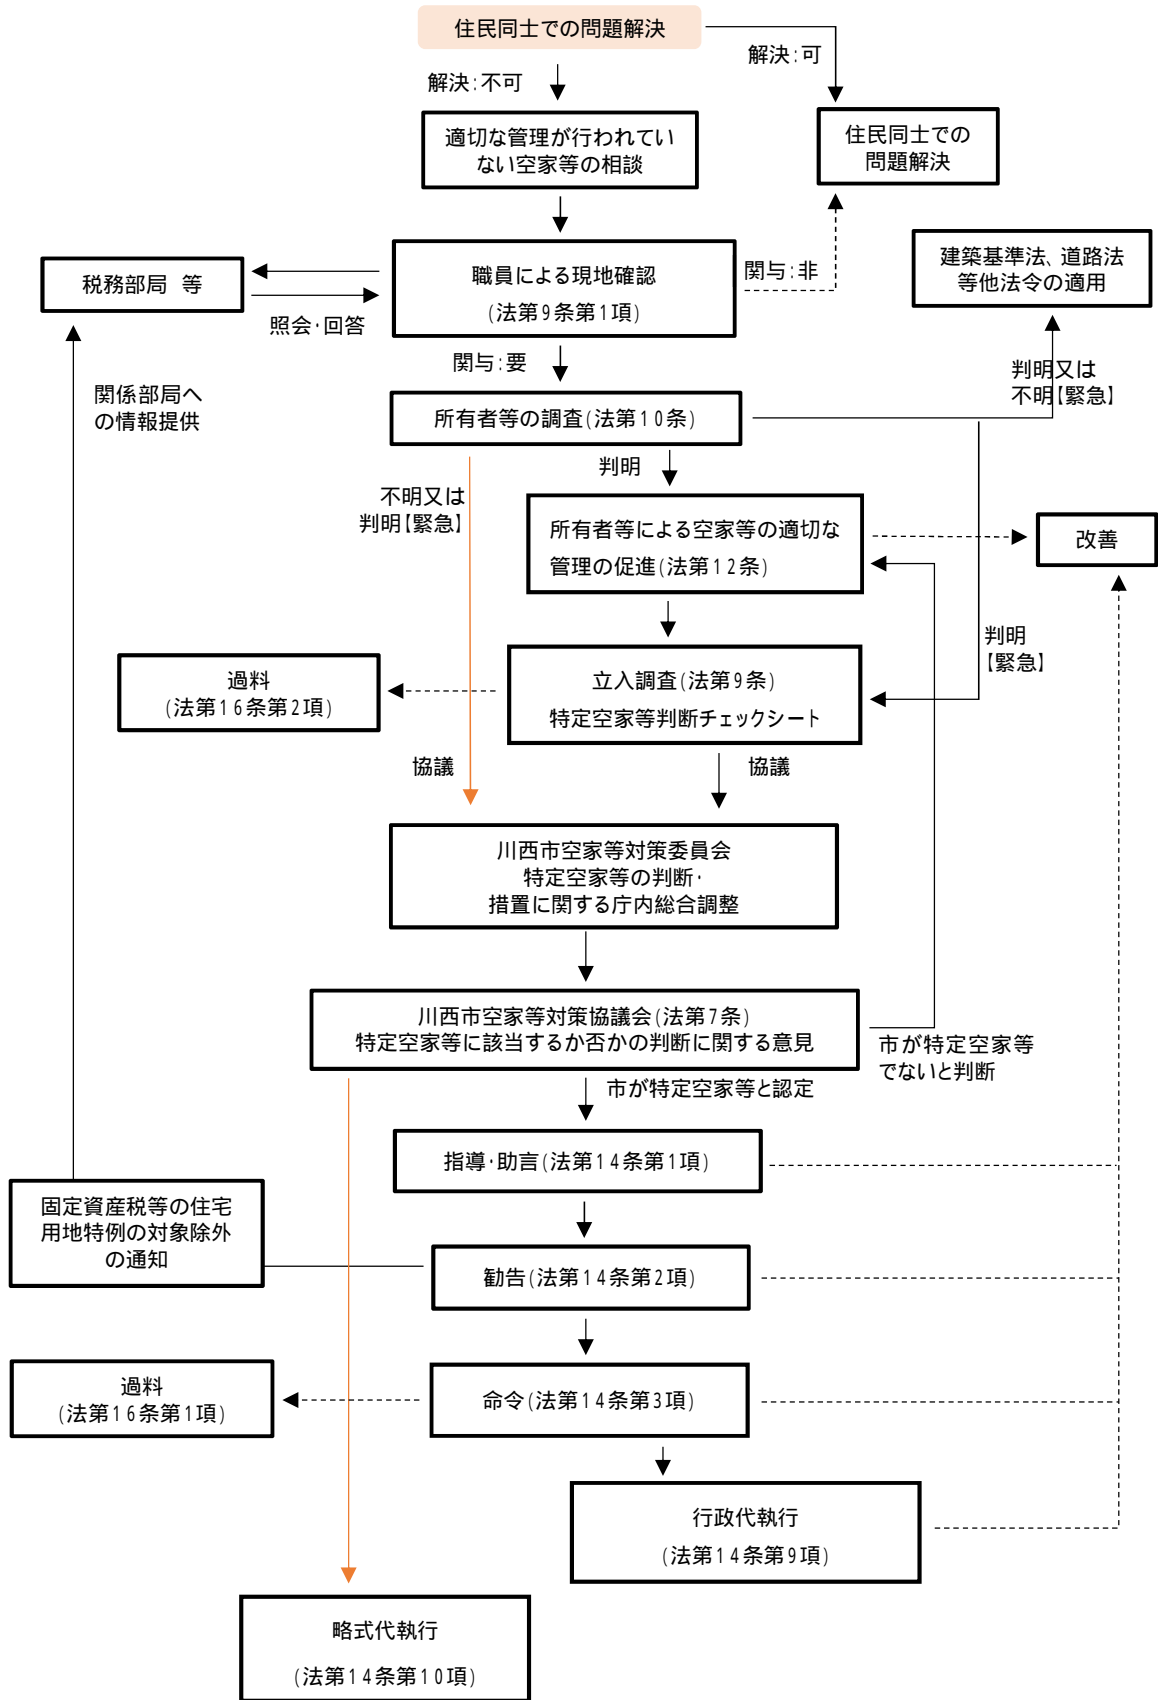 住民同士での問題解決
解決:可
解決:不可
適切な管理が行われてい
ない空家等の相談
住民同士での
問題解決
税務部局 等
職員による現地確認
(法第9条第1項)
関与:非
建築基準法、道路法
等他法令の適用
照会・回答
関与:要
判明又は
不明【緊急】
関係部局へ
の情報提供
所有者等の調査(法第10条)
判明
不明又は
判明【緊急】
所有者等による空家等の適切な
管理の促進(法第12条)
改善
判明
【緊急】
過料
(法第16条第2項)
立入調査(法第9条)
特定空家等判断チェックシート
協議
協議
川西市空家等対策委員会
特定空家等の判断・
措置に関する庁内総合調整
川西市空家等対策協議会(法第7条)
特定空家等に該当するか否かの判断に関する意見
市が特定空家等
でないと判断
市が特定空家等と認定
指導・助言(法第14条第1項)
固定資産税等の住宅
用地特例の対象除外
の通知
勧告(法第14条第2項)
過料
(法第16条第1項)
命令(法第14条第3項)
行政代執行
(法第14条第9項)
略式代執行
(法第14条第10項)